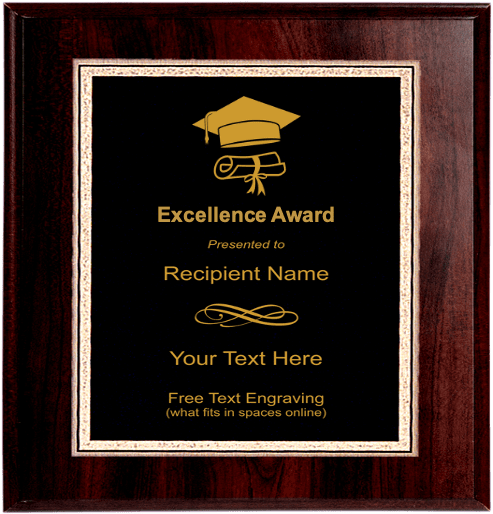 Excellence Award
Presented to
Recipient Name
Your Text Here
Free Text Engraving
(what fits in spaces online)